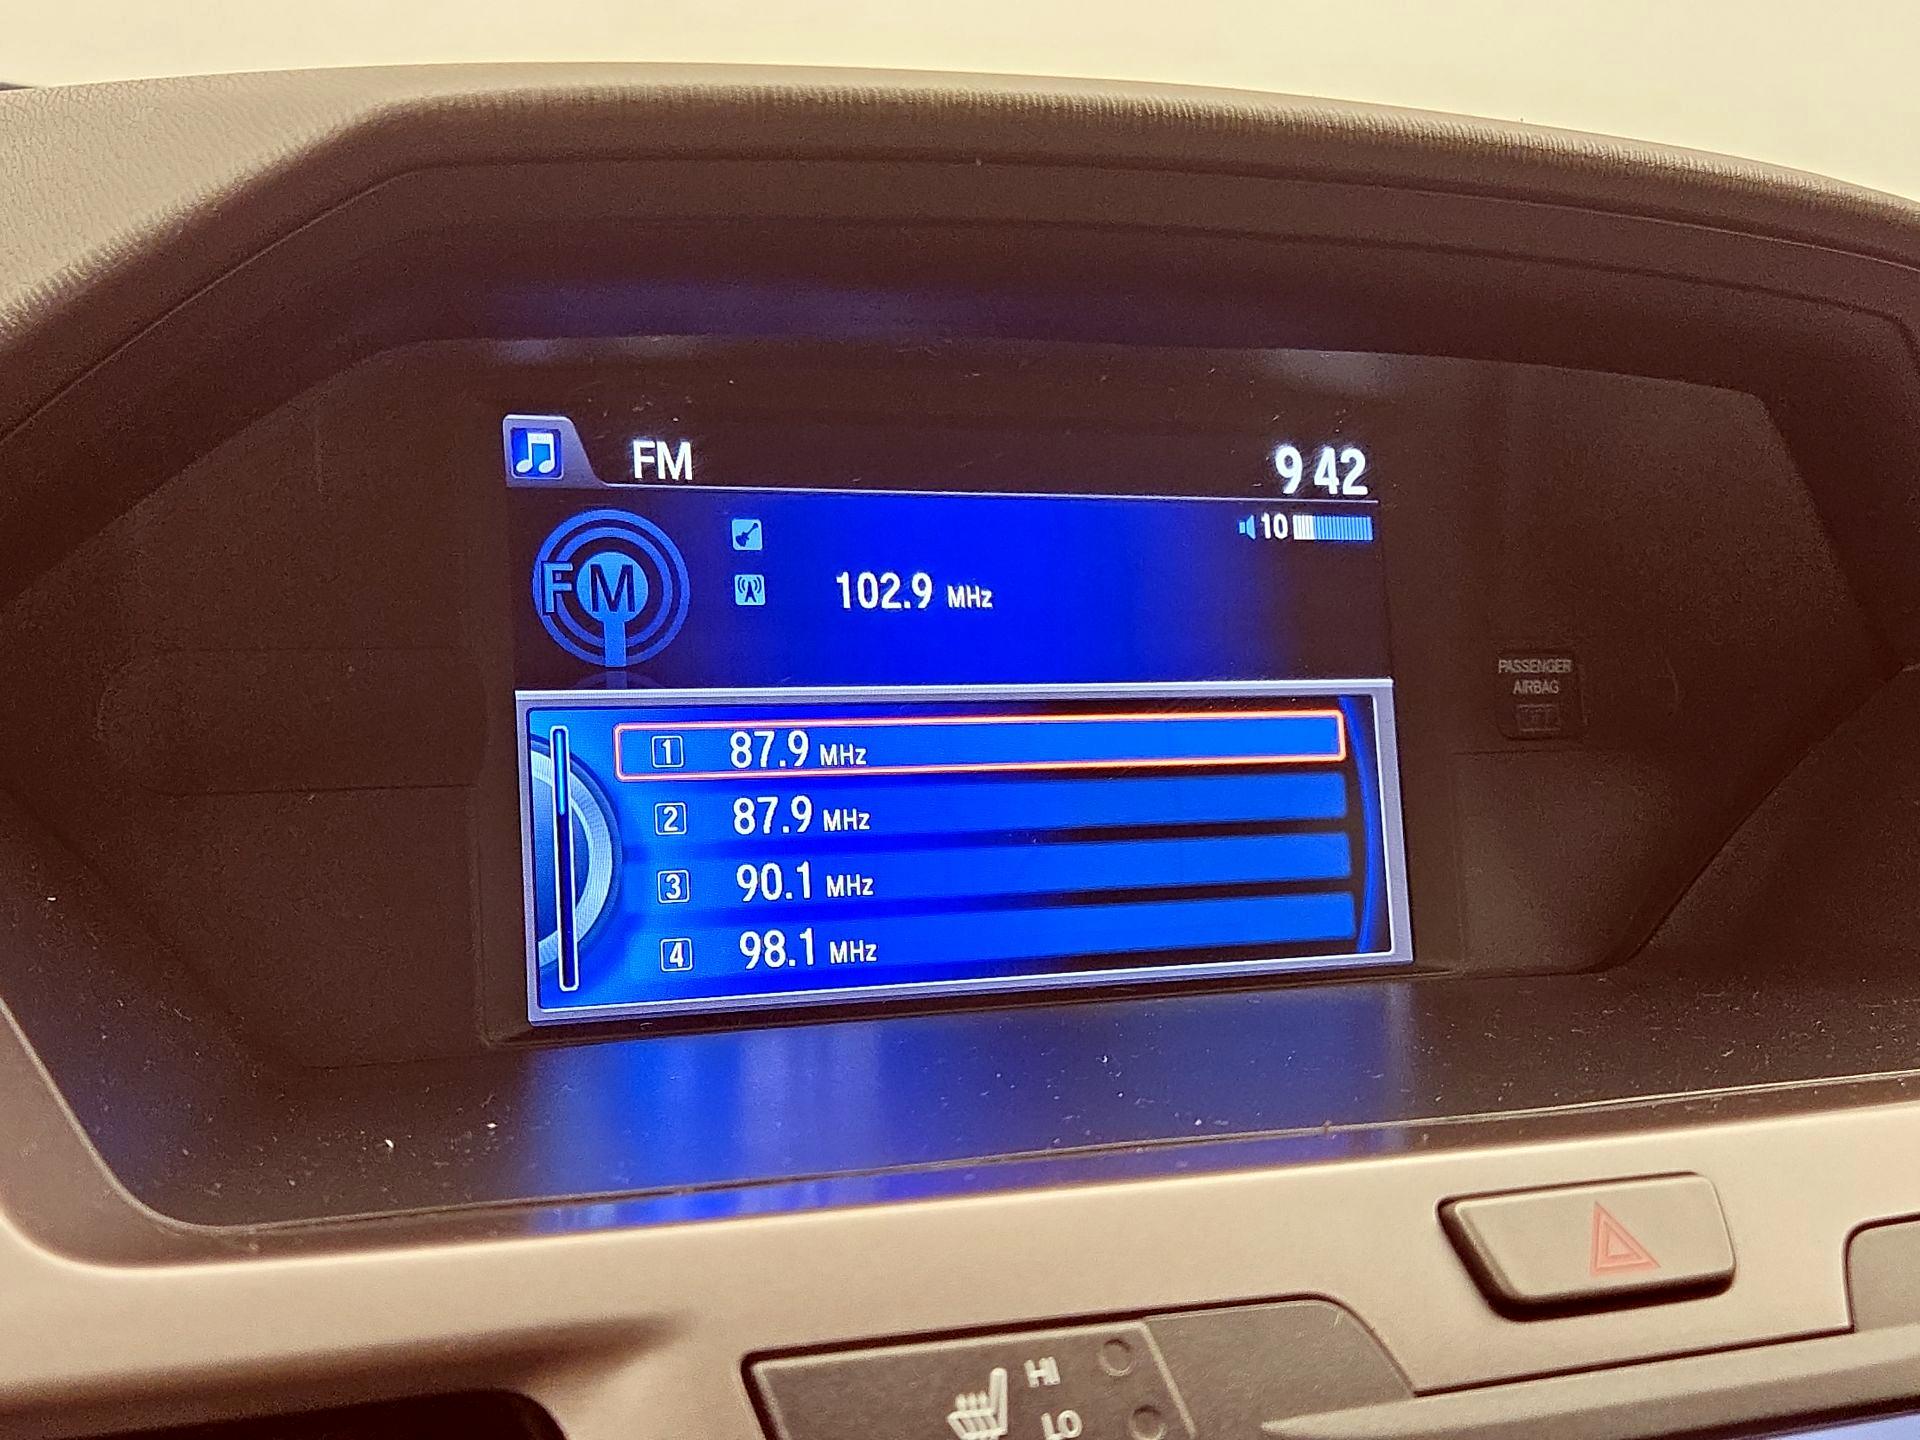 FM 9 42
10
FM
102.9 MHz
1 87.9 MHz
2 87.9 MHz
3 90.1 MHz
4 98.1 MHz
PASSENGER
AIRBAG
OFF
HI
LO